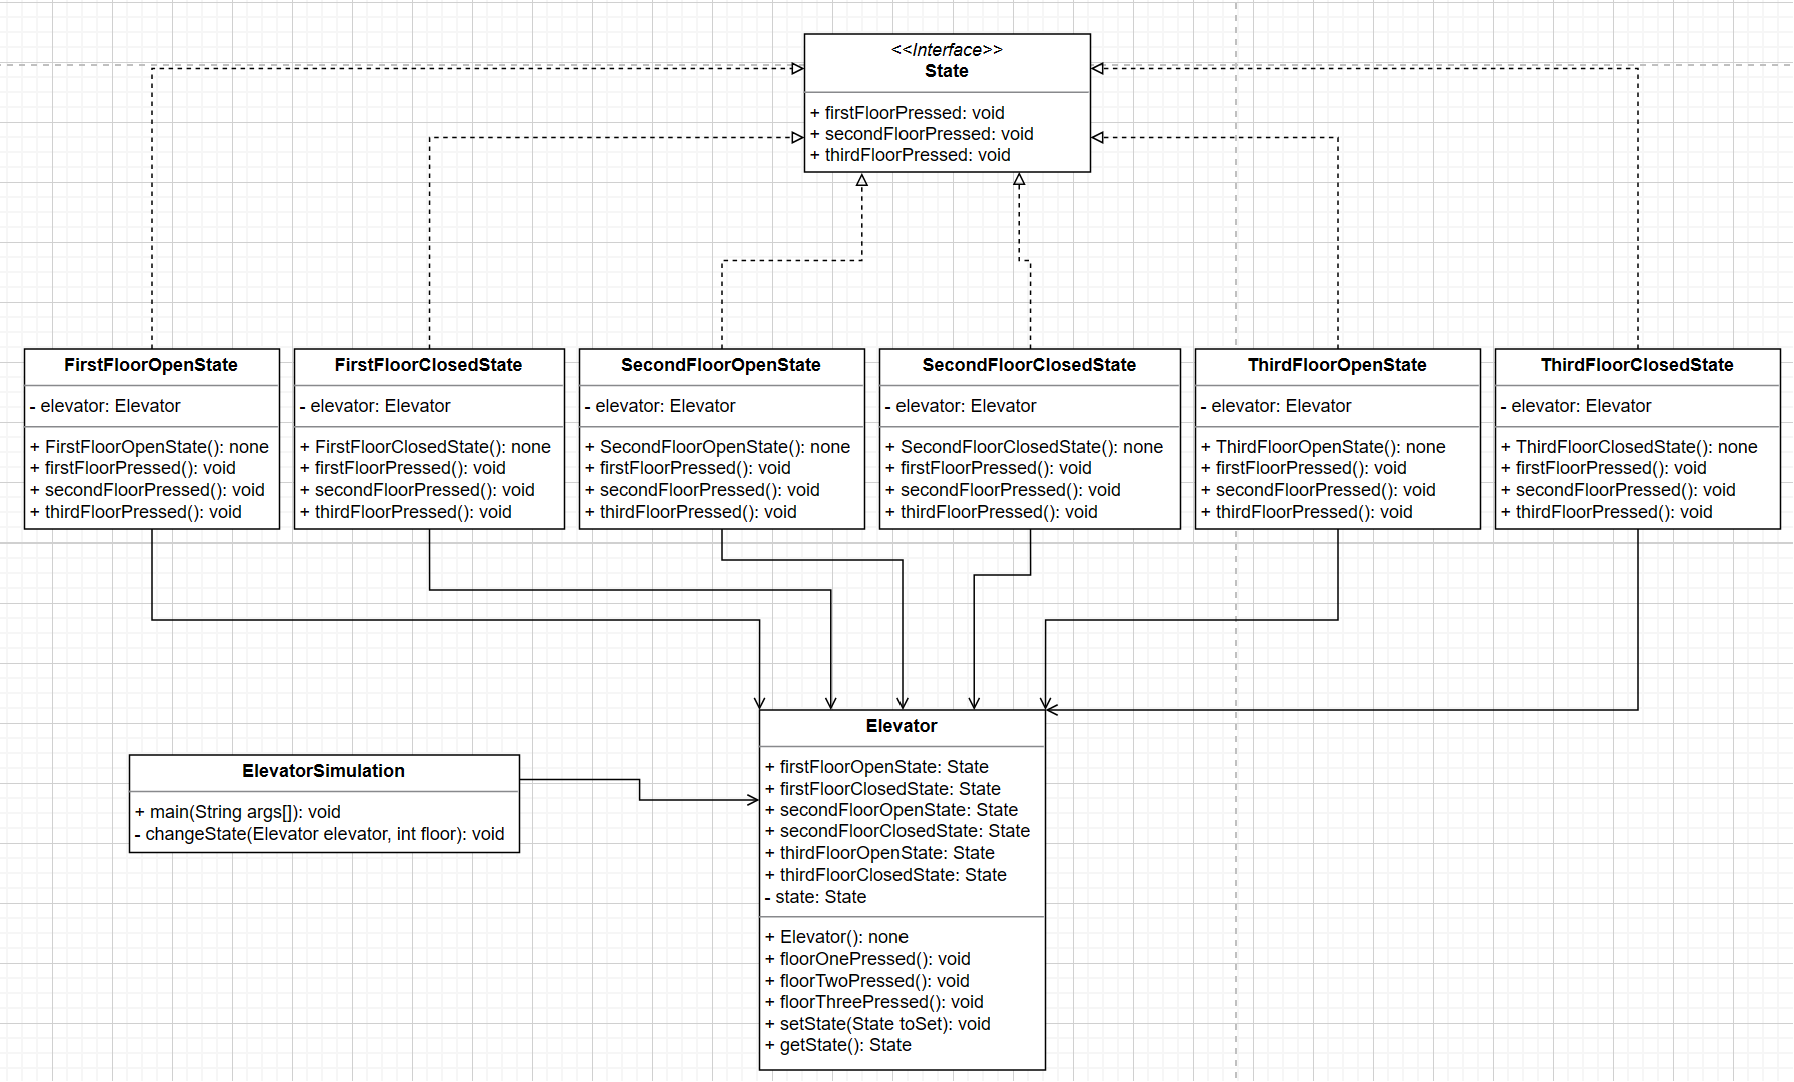 <<Interface>>
State
+ firstFloorPressed: void
+ secondFloorPressed: void
+ thirdFloorPressed: void
FirstFloorOpenState
- elevator: Elevator
+ FirstFloorOpenState(): none
+ firstFloorPressed(): void
+ secondFloorPressed(): void
+ thirdFloorPressed(): void
FirstFloorClosedState
- elevator: Elevator
+ FirstFloorClosedState(): none
+ firstFloorPressed(): void
+ secondFloorPressed(): void
+ thirdFloorPressed(): void
SecondFloorOpenState
- elevator: Elevator
+ SecondFloorOpenState(): none
+ firstFloorPressed(): void
+ secondFloorPressed(): void
+ thirdFloorPressed(): void
SecondFloorClosedState
- elevator: Elevator
+ SecondFloorClosedState(): none
+ firstFloorPressed(): void
+ secondFloorPressed(): void
+ thirdFloorPressed(): void
ThirdFloorOpenState
- elevator: Elevator
+ ThirdFloorOpenState(): none
+ firstFloorPressed(): void
+ secondFloorPressed(): void
+ thirdFloorPressed(): void
ThirdFloorClosedState
- elevator: Elevator
+ ThirdFloorClosedState(): none
+ firstFloorPressed(): void
+ secondFloorPressed(): void
+ thirdFloorPressed(): void
ElevatorSimulation
+ main(String args[]): void
- changeState(Elevator elevator, int floor): void
Elevator
+ firstFloorOpenState: State
+ firstFloorClosedState: State
+ secondFloorOpenState: State
+ secondFloorClosedState: State
+ thirdFloorOpenState: State
+ thirdFloorClosedState: State
- state: State
+ Elevator(): none
+ floorOnePressed(): void
+ floorTwoPressed(): void
+ floorThreePressed(): void
+ setState(State toSet): void
+ getState(): State